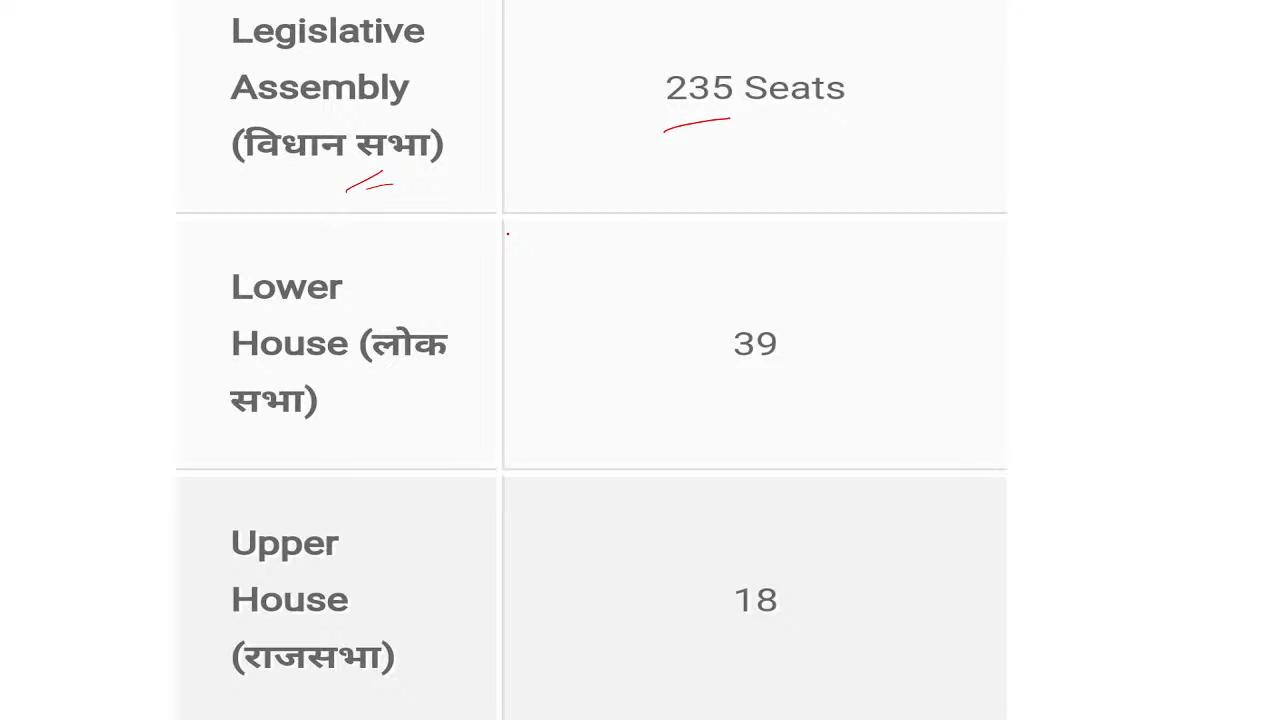 Legislative
Assembly
(विधान सभा)
235 Seats
Lower
House (लोक
सभा)
39
Upper
House
(राजसभा)
18